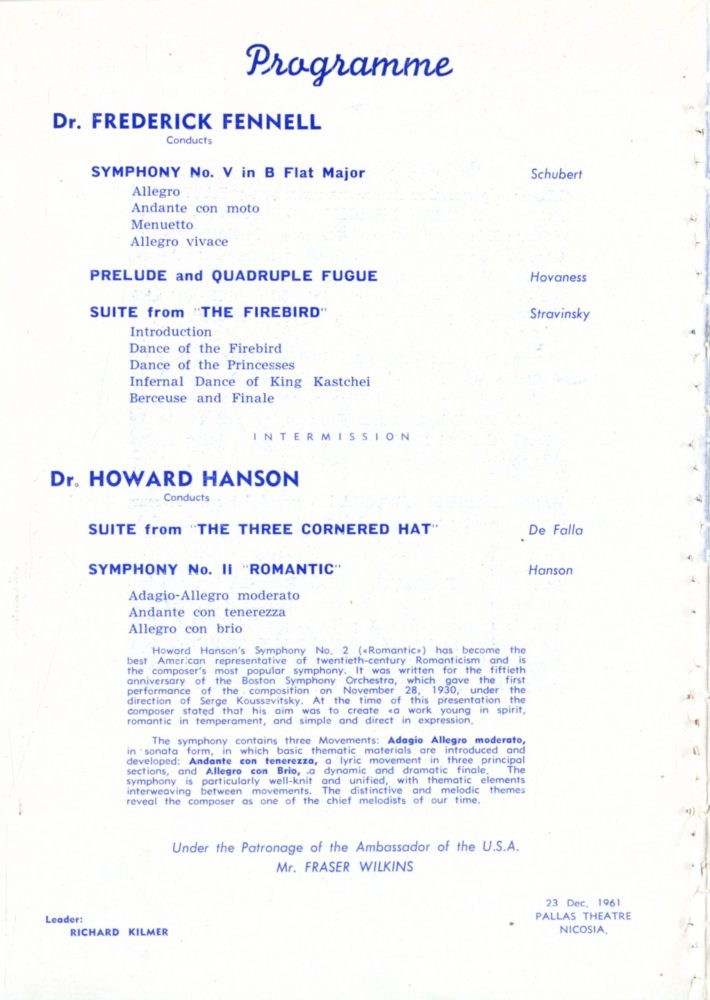 Programme
Dr. FREDERICK FENNELL
Conducts
SYMPHONY No. V in B Flat Major Schubert
Allegro
Andante con moto
Menuetto
Allegro vivace
PRELUDE and QUADRUPLE FUGUE Hovaness
SUITE from "THE FIREBIRD" Stravinsky
Introduction
Dance of the Firebird
Dance of the Princesses
Infernal Dance of King Kastchei
Berceuse and Finale
INTERMISSION
Dr. HOWARD HANSON
Conducts
SUITE from "THE THREE CORNERED HAT" De Falla
SYMPHONY No. Ii "ROMANTIC" Hanson
Adagio-Allegro moderato
Andante con tenerezza
Allegro con brio
Howard Hanson's Symphony No. 2 («Romantic») has become the
best American representative of twentieth-century Romanticism and is
the composer's most popular symphony. It was written for the fiftieth
anniversary of the Boston Symphony Orchestra, which gave the first
performance of the composition on November 28, 1930, under the
direction of Serge Koussevitsky. At the time of this presentation the
composer stated that his aim was to create «a work young in spirit,
romantic in temperament, and simple and direct in expression.
The symphony contains three Movements: Adagio Allegro moderato,
in sonata form, in which basic thematic materials are introduced and
developed: Andante con tenerezza, a lyric movement in three principal
sections, and Allegro con Brio, a dynamic and dramatic finale. The
symphony is particularly well-knit and unified, with thematic elements
interweaving between movements. The distinctive and melodic themes
reveal the composer as one of the chief melodists of our time.
Under the Patronage of the Ambassador of the U.S.A.
Mr. FRASER WILKINS
23 Dec. 1961
PALLAS THEATRE
NICOSIA.
Leader:
RICHARD KILMER